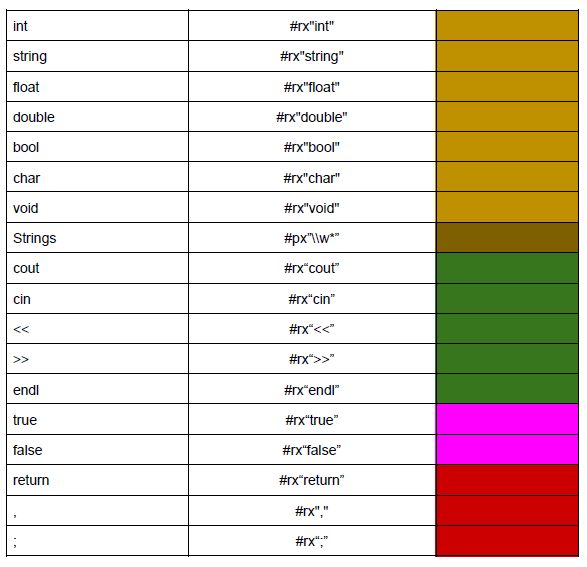 int #rx"int"
string #rx"string"
float #rx"float"
double #rx"double"
bool #rx"bool"
char #rx"char"
void #rx"void"
Strings #px”\\w*”
cout #rx“cout”
cin #rx“cin”
<< #rx“<<”
>> #rx“>>”
endl #rx“endl”
true #rx“true”
false #rx“false”
return #rx“return”
, #rx","
; #rx“;”